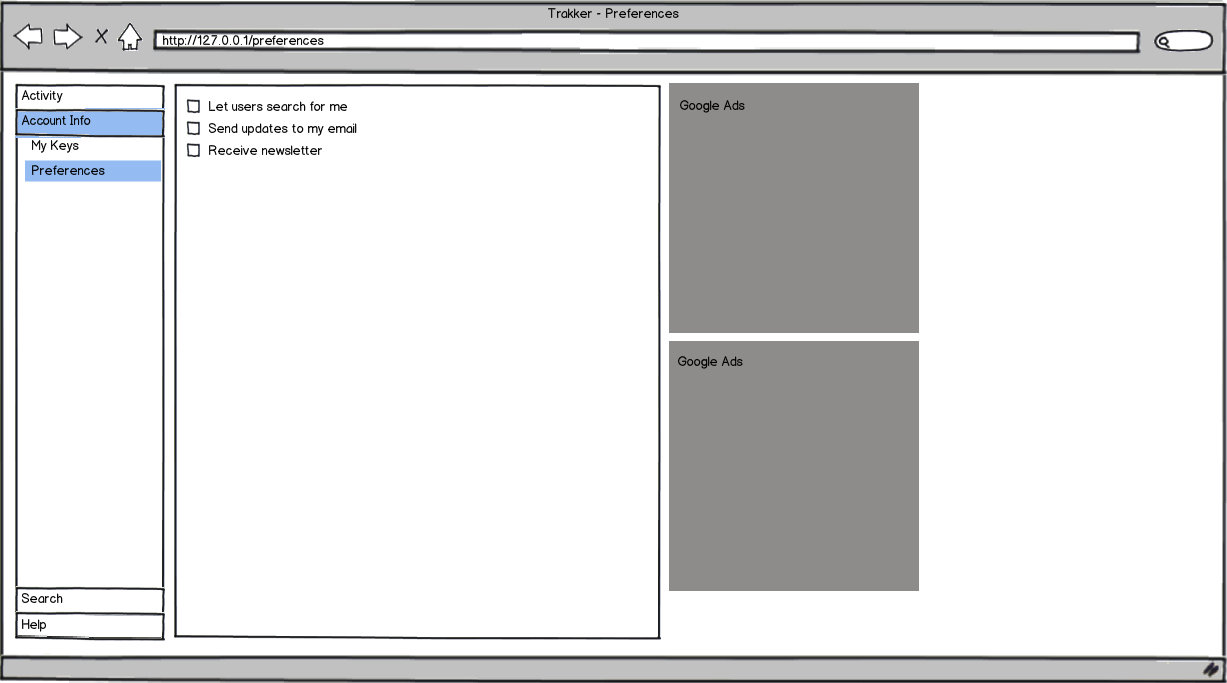 Trakker - Preferences
http://127.0.0.1/preferences
Activity
Account Info
My Keys
Preferences
Search
Help
Let users search for me
Send updates to my email
Receive newsletter
Google Ads
Google Ads